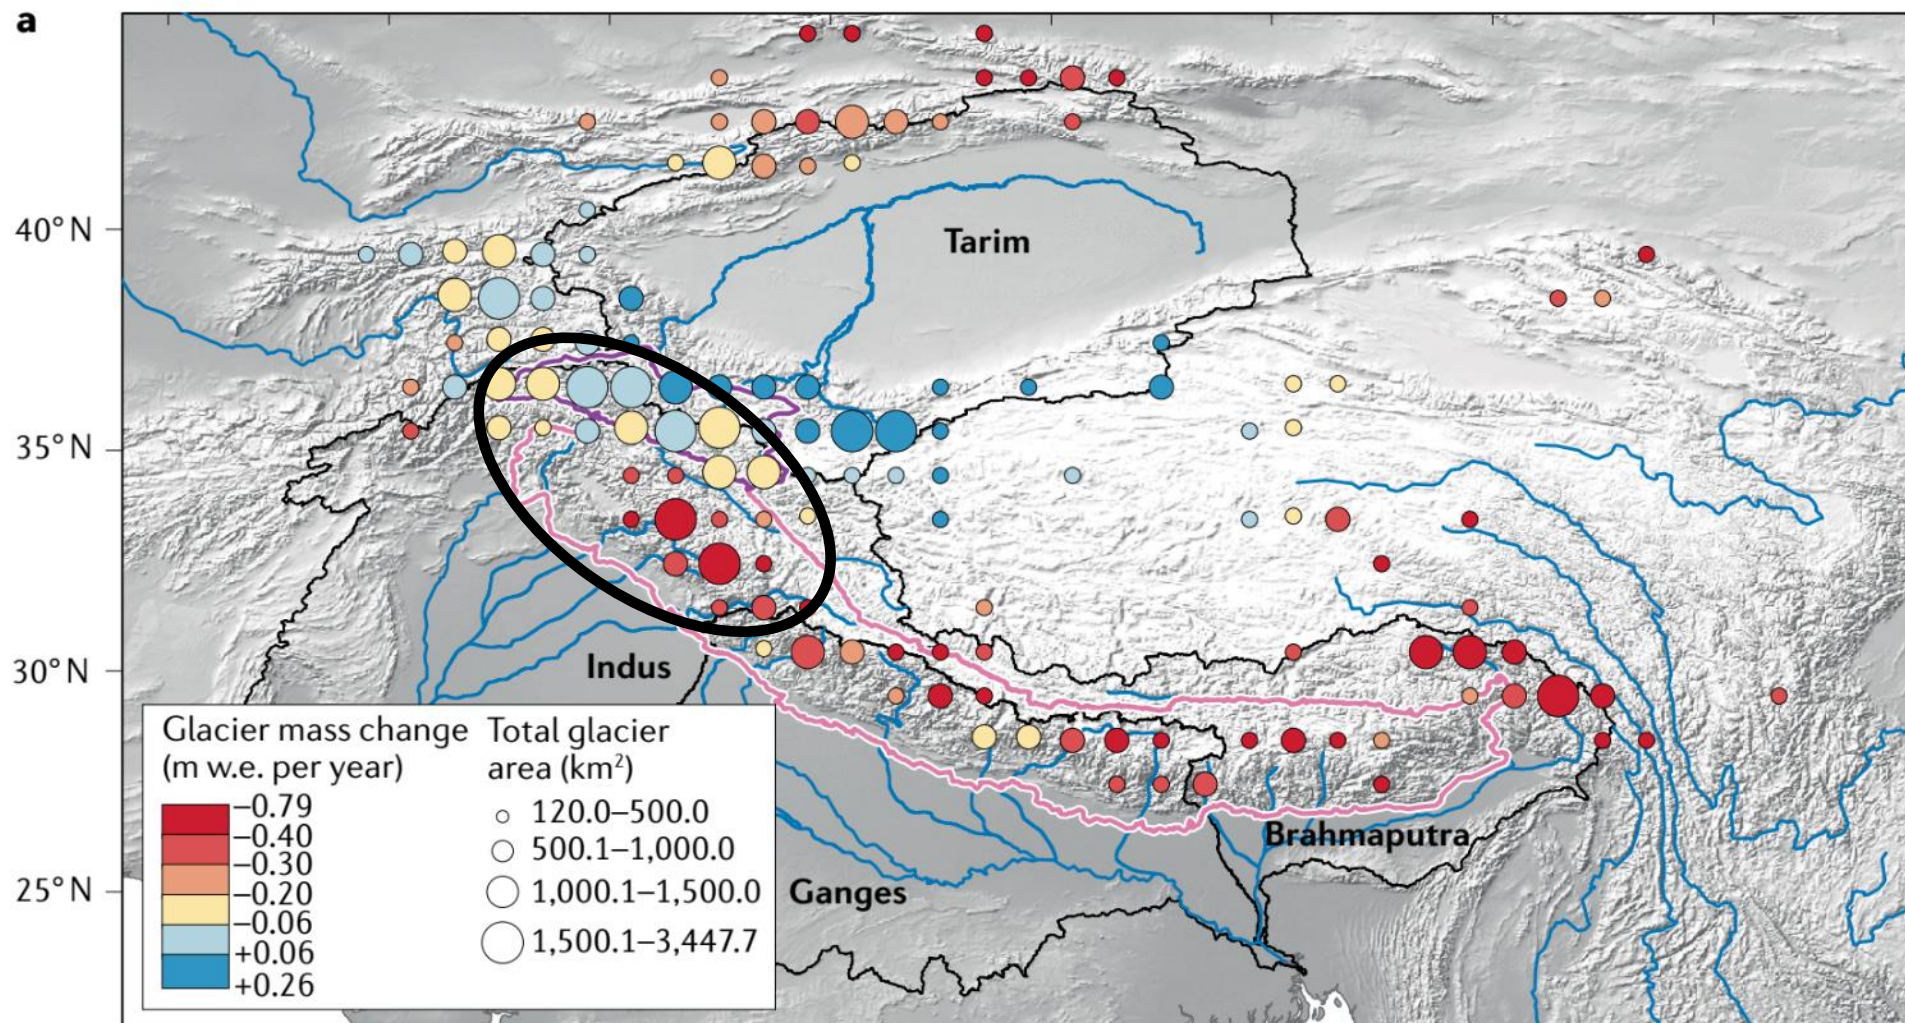 a
40° N
Tarim
35° N
30° N
Indus
Brahmaputra
25° N
Ganges
Glacier mass change
(m w.e. per year)
−0.79
−0.40
−0.30
−0.20
−0.06
+0.06
+0.26
Total glacier
area (km²)
120.0–500.0
500.1–1,000.0
1,000.1–1,500.0
1,500.1–3,447.7